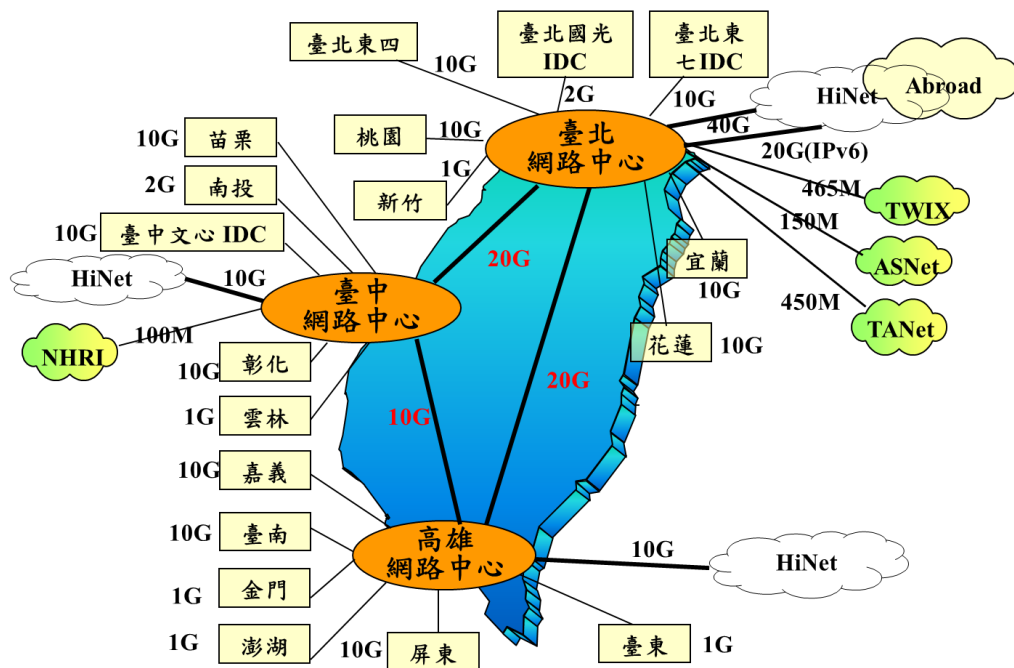 臺北東四
10G
臺北國光
IDC
2G
臺北東
七IDC
10G
HiNet
Abroad
40G
20G(IPv6)
臺北
網路中心
桃園
10G
新竹
1G
465M
TWIX
150M
ASNet
450M
TANet
宜蘭
10G
花蓮
10G
10G
苗栗
2G
南投
10G
臺中文心 IDC
HiNet
10G
臺中
網路中心
NHRI
100M
10G
彰化
1G
雲林
20G
20G
10G
10G
嘉義
10G
臺南
1G
金門
1G
澎湖
高雄
網路中心
10G
屏東
臺東
1G
10G
HiNet